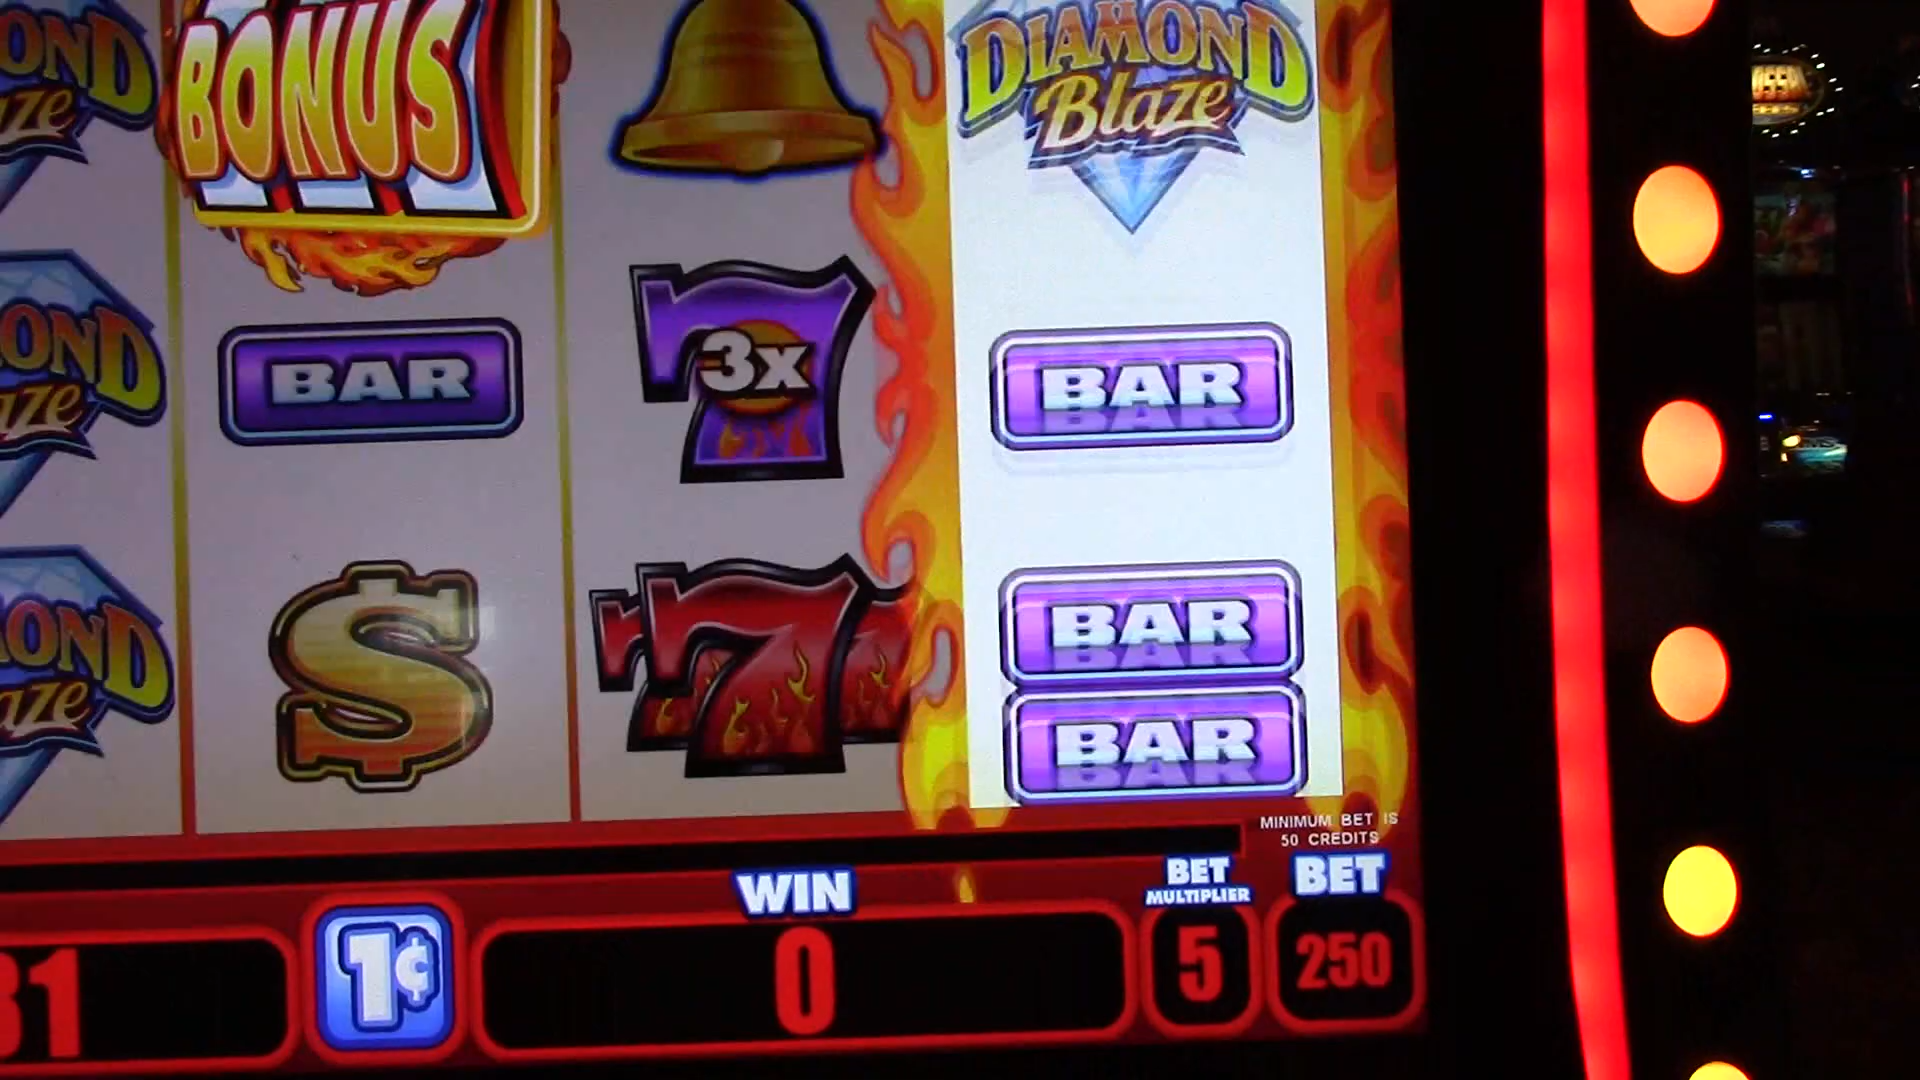 OND
aze
BONUS
DIAMOND
Blaze
OND
aze
BAR
3x
BAR
OND
aze
$
BAR
BAR
MINIMUM BET IS
50 CREDITS
WIN
BET
MULTIPLIER
BET
31
1¢
0
5
250